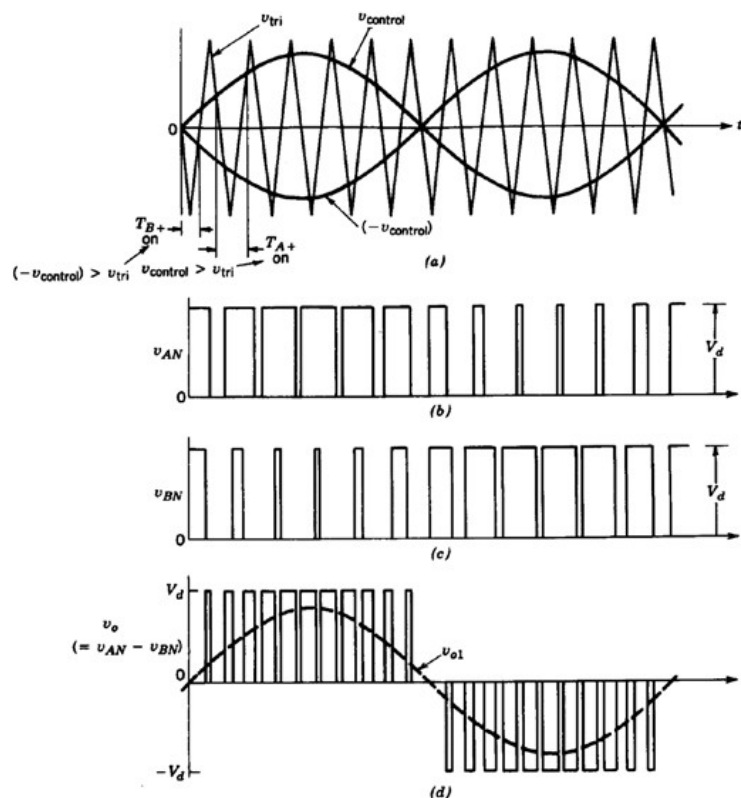 v_tri
v_control
0
t
(-v_control)
T_B+
on
T_A+
on
(-v_control) > v_tri
v_control > v_tri
(a)
v_AN
V_d
0
(b)
v_BN
V_d
0
(c)
V_d
v_o
(= v_AN - v_BN)
v_o1
0
-V_d
(d)